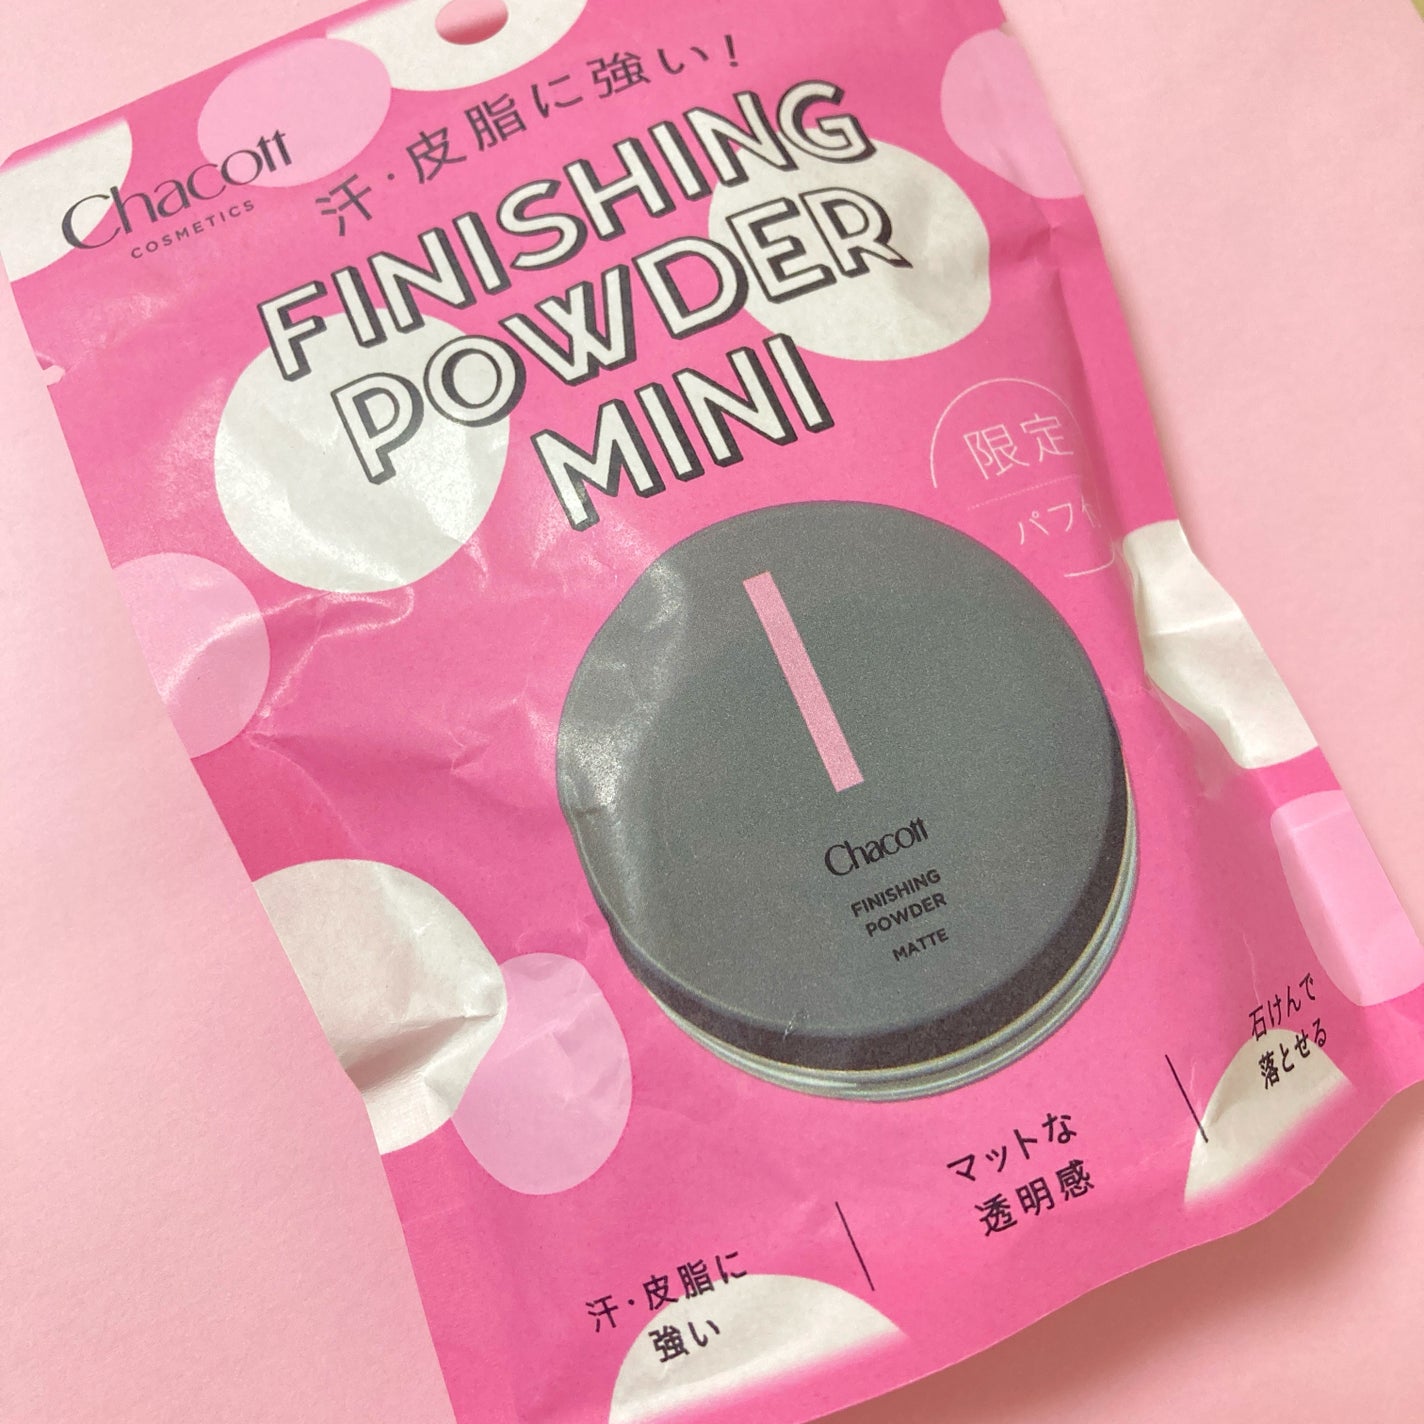 Chacott
COSMETICS
汗・皮脂に強い!
FINISHING
POWDER
MINI
限定
パフ
Chacott
FINISHING
POWDER
MATTE
汗・皮脂に
強い
マットな
透明感
石けんで
落とせる